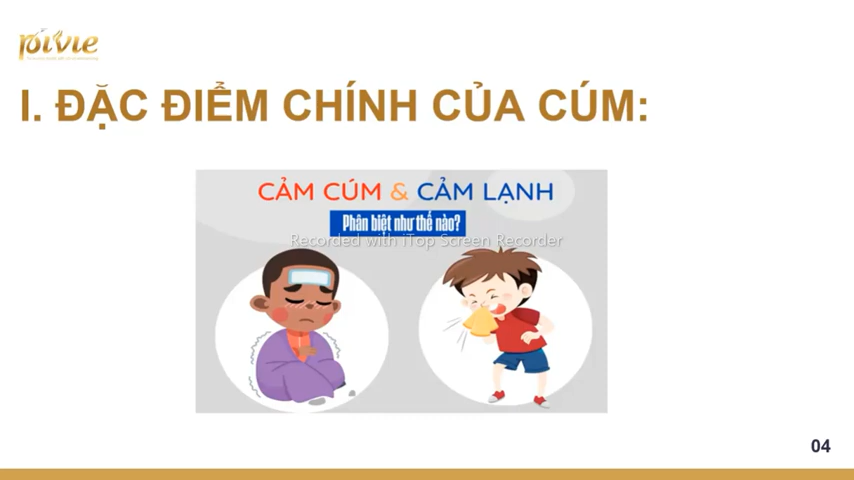 pivie
I. ĐẶC ĐIỂM CHÍNH CỦA CÚM:
CẢM CÚM & CẢM LẠNH
Phân biệt như thế nào?
Recorded with iTop Screen Recorder
04